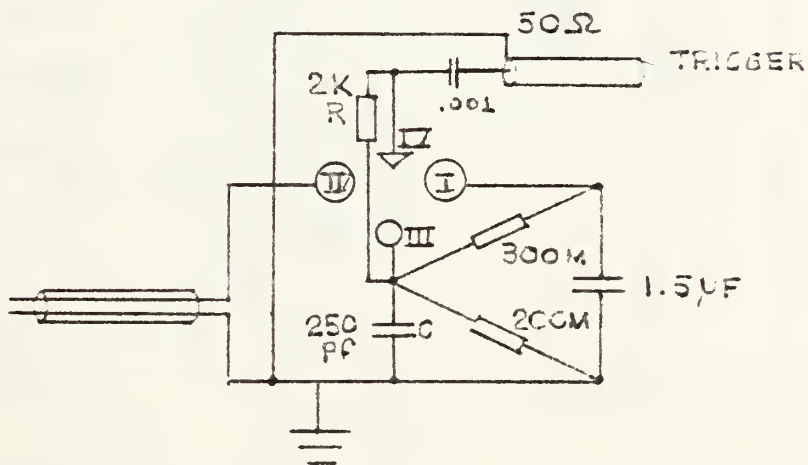 50Ω
TRIGGER
2K
R
.001
IV
II
I
III
300M
1.5µF
200M
250
pf
C